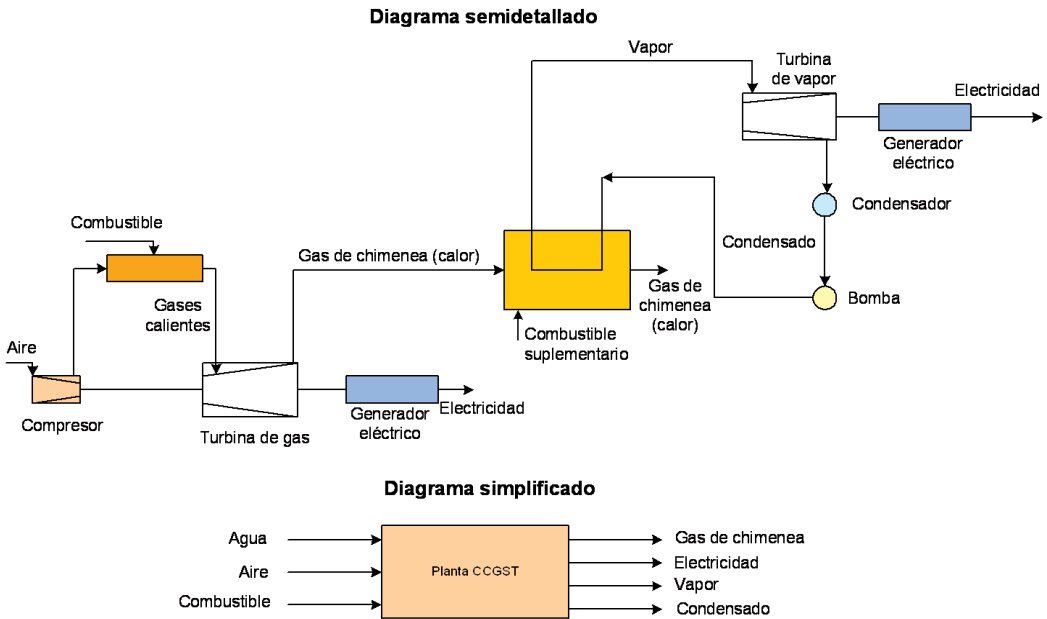 Diagrama semidetallado
Vapor
Turbina
de vapor
Electricidad
Generador
eléctrico
Condensador
Condensado
Bomba
Combustible
Gas de chimenea (calor)
Gases
calientes
Gas de
chimenea
(calor)
Combustible
suplementario
Aire
Compresor
Turbina de gas
Generador
eléctrico
Electricidad
Diagrama simplificado
Agua
Aire
Combustible
Planta CCGST
Gas de chimenea
Electricidad
Vapor
Condensado